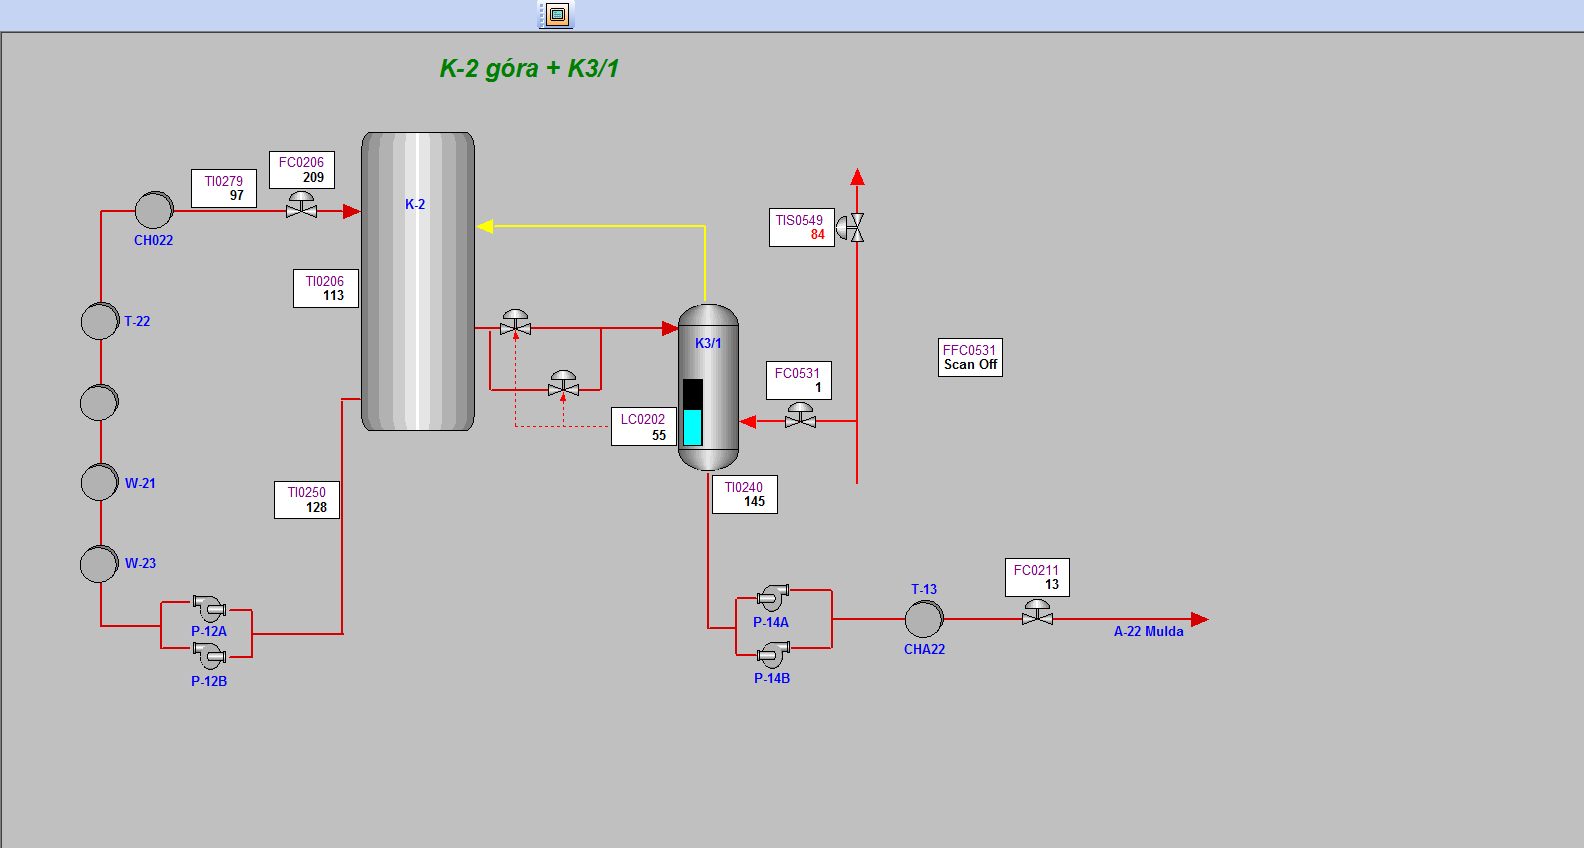 K-2 góra + K3/1
FC0206
209
TI0279
97
K-2
CH022
TIS0549
84
TI0206
113
T-22
K3/1
FFC0531
Scan Off
FC0531
1
LC0202
55
W-21
TI0250
128
TI0240
145
W-23
FC0211
13
T-13
P-12A
P-14A
A-22 Mulda
CHA22
P-12B
P-14B